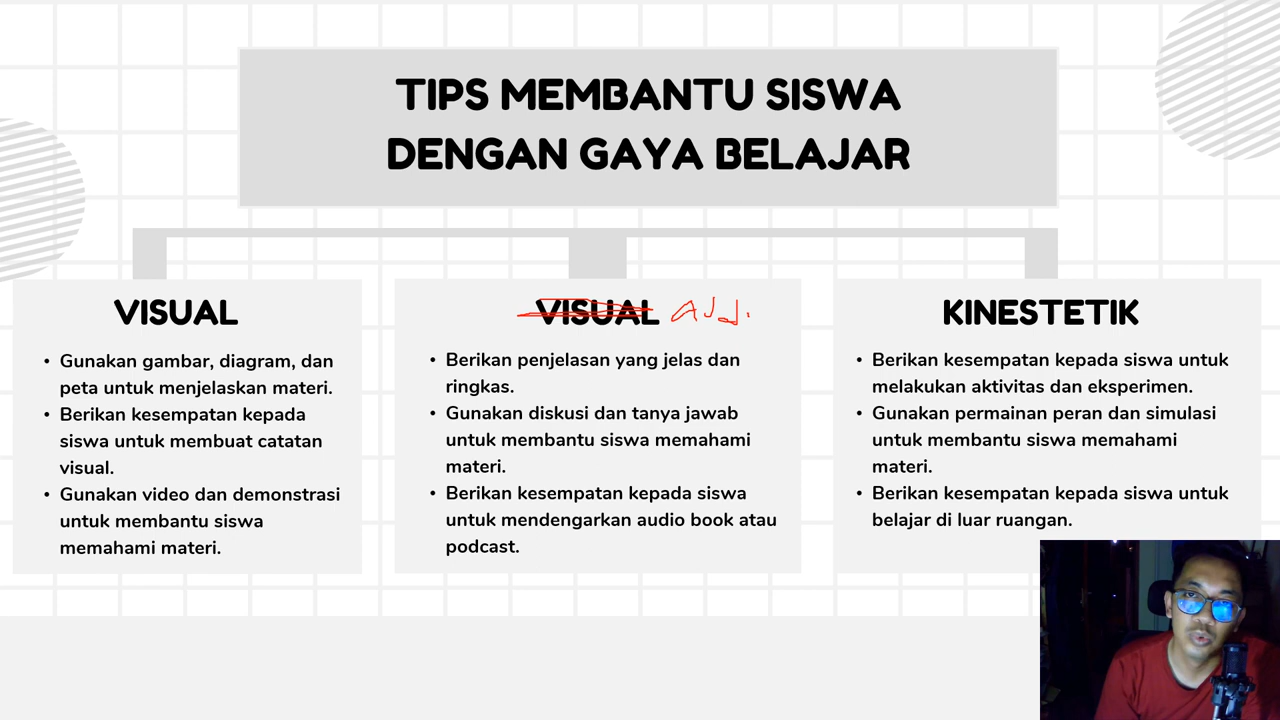 TIPS MEMBANTU SISWA
DENGAN GAYA BELAJAR
VISUAL
• Gunakan gambar, diagram, dan
peta untuk menjelaskan materi.
• Berikan kesempatan kepada
siswa untuk membuat catatan
visual.
• Gunakan video dan demonstrasi
untuk membantu siswa
memahami materi.
VISUAL
• Berikan penjelasan yang jelas dan
ringkas.
• Gunakan diskusi dan tanya jawab
untuk membantu siswa memahami
materi.
• Berikan kesempatan kepada siswa
untuk mendengarkan audio book atau
podcast.
KINESTETIK
• Berikan kesempatan kepada siswa untuk
melakukan aktivitas dan eksperimen.
• Gunakan permainan peran dan simulasi
untuk membantu siswa memahami
materi.
• Berikan kesempatan kepada siswa untuk
belajar di luar ruangan.